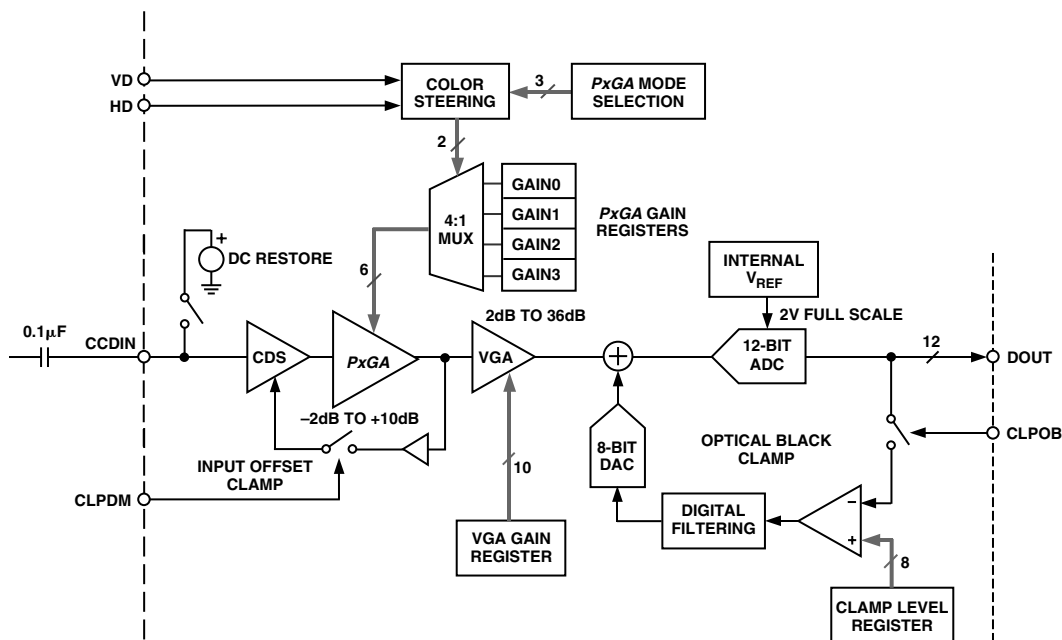 VD
HD
COLOR
STEERING
3
PxGA MODE
SELECTION
2
4:1
MUX
GAIN0
GAIN1
GAIN2
GAIN3
PxGA GAIN
REGISTERS
6
+
DC RESTORE
INTERNAL
VREF
2dB TO 36dB
2V FULL SCALE
0.1μF
CCDIN
CDS
PxGA
VGA
12-BIT
ADC
12
DOUT
–2dB TO +10dB
INPUT OFFSET
CLAMP
CLPDM
10
8-BIT
DAC
OPTICAL BLACK
CLAMP
CLPOB
VGA GAIN
REGISTER
DIGITAL
FILTERING
–
+
8
CLAMP LEVEL
REGISTER